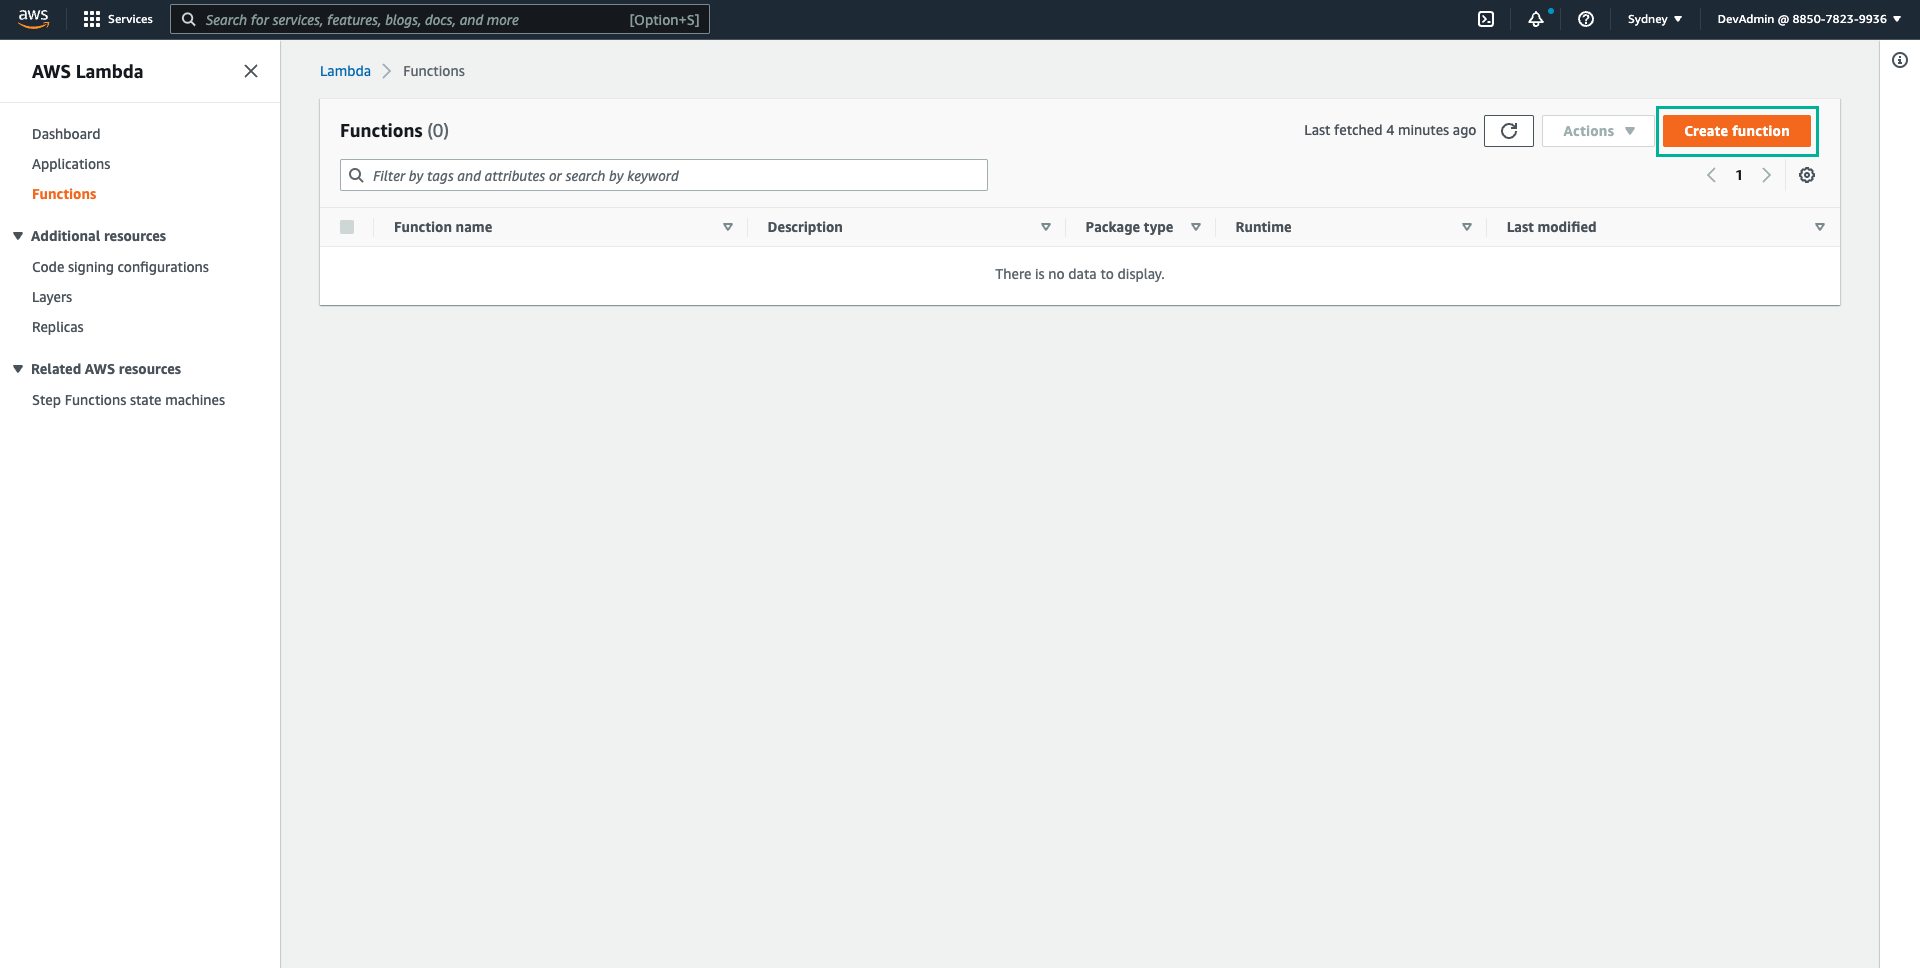 aws
Services
Search for services, features, blogs, docs, and more
[Option+S]
Sydney
DevAdmin @ 8850-7823-9936
AWS Lambda
Dashboard
Applications
Functions
Additional resources
Code signing configurations
Layers
Replicas
Related AWS resources
Step Functions state machines
Lambda
Functions
Functions (0)
Last fetched 4 minutes ago
Actions
Create function
Filter by tags and attributes or search by keyword
1
Function name
Description
Package type
Runtime
Last modified
There is no data to display.